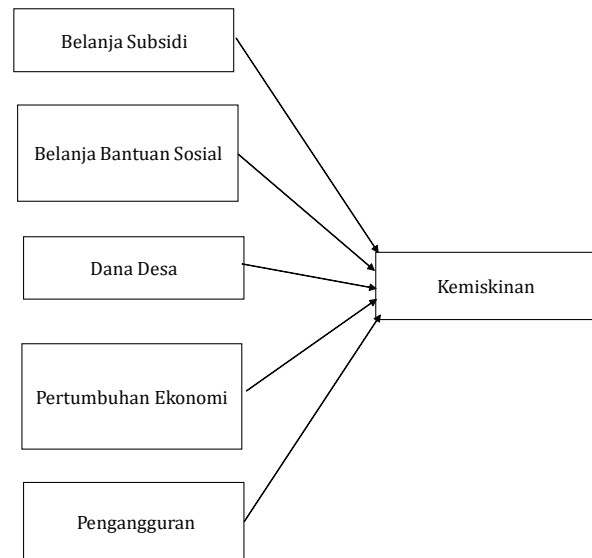 Belanja Subsidi
Belanja Bantuan Sosial
Dana Desa
Kemiskinan
Pertumbuhan Ekonomi
Pengangguran